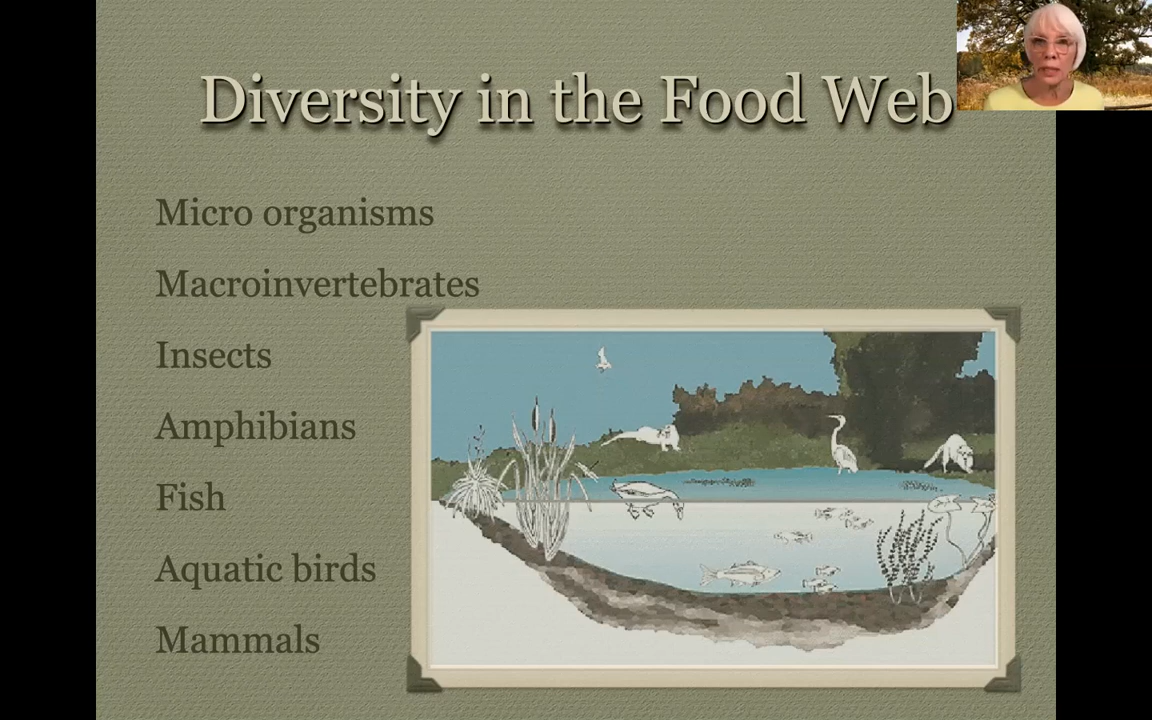 Diversity in the Food Web
Micro organisms
Macroinvertebrates
Insects
Amphibians
Fish
Aquatic birds
Mammals